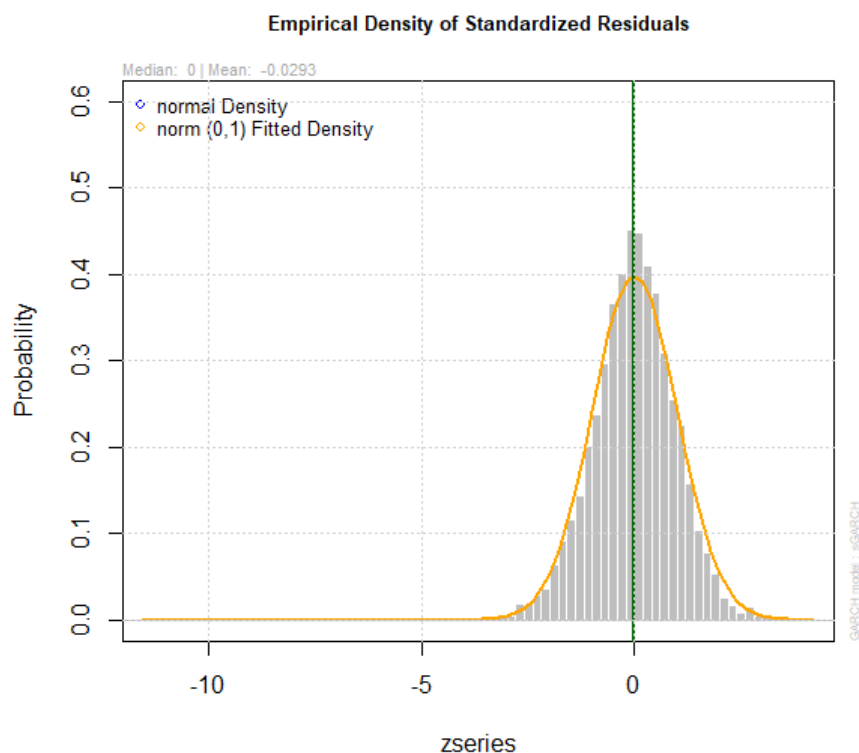 Empirical Density of Standardized Residuals
Median: 0 | Mean: -0.0293
normal Density
norm (0,1) Fitted Density
0.6
0.5
0.4
0.3
0.2
0.1
0.0
Probability
-10
-5
0
zseries
GARCH model : sGARCH